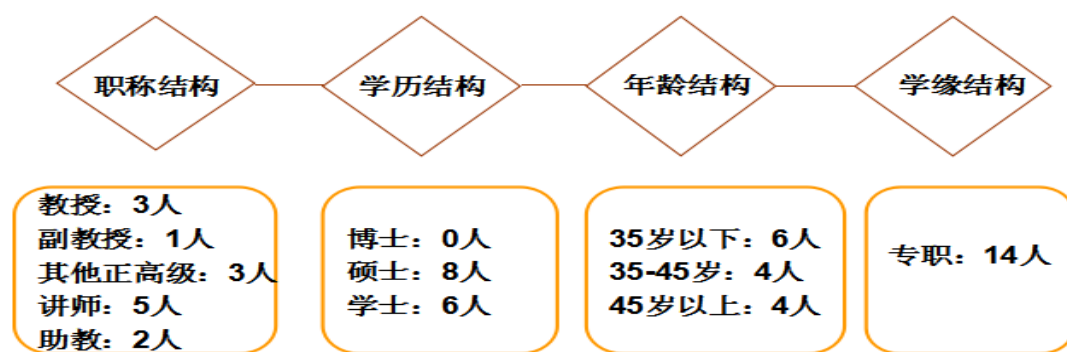 职称结构
学历结构
年龄结构
学缘结构
教授：3人
副教授：1人
其他正高级：3人
讲师：5人
助教：2人
博士：0人
硕士：8人
学士：6人
35岁以下：6人
35-45岁：4人
45岁以上：4人
专职：14人